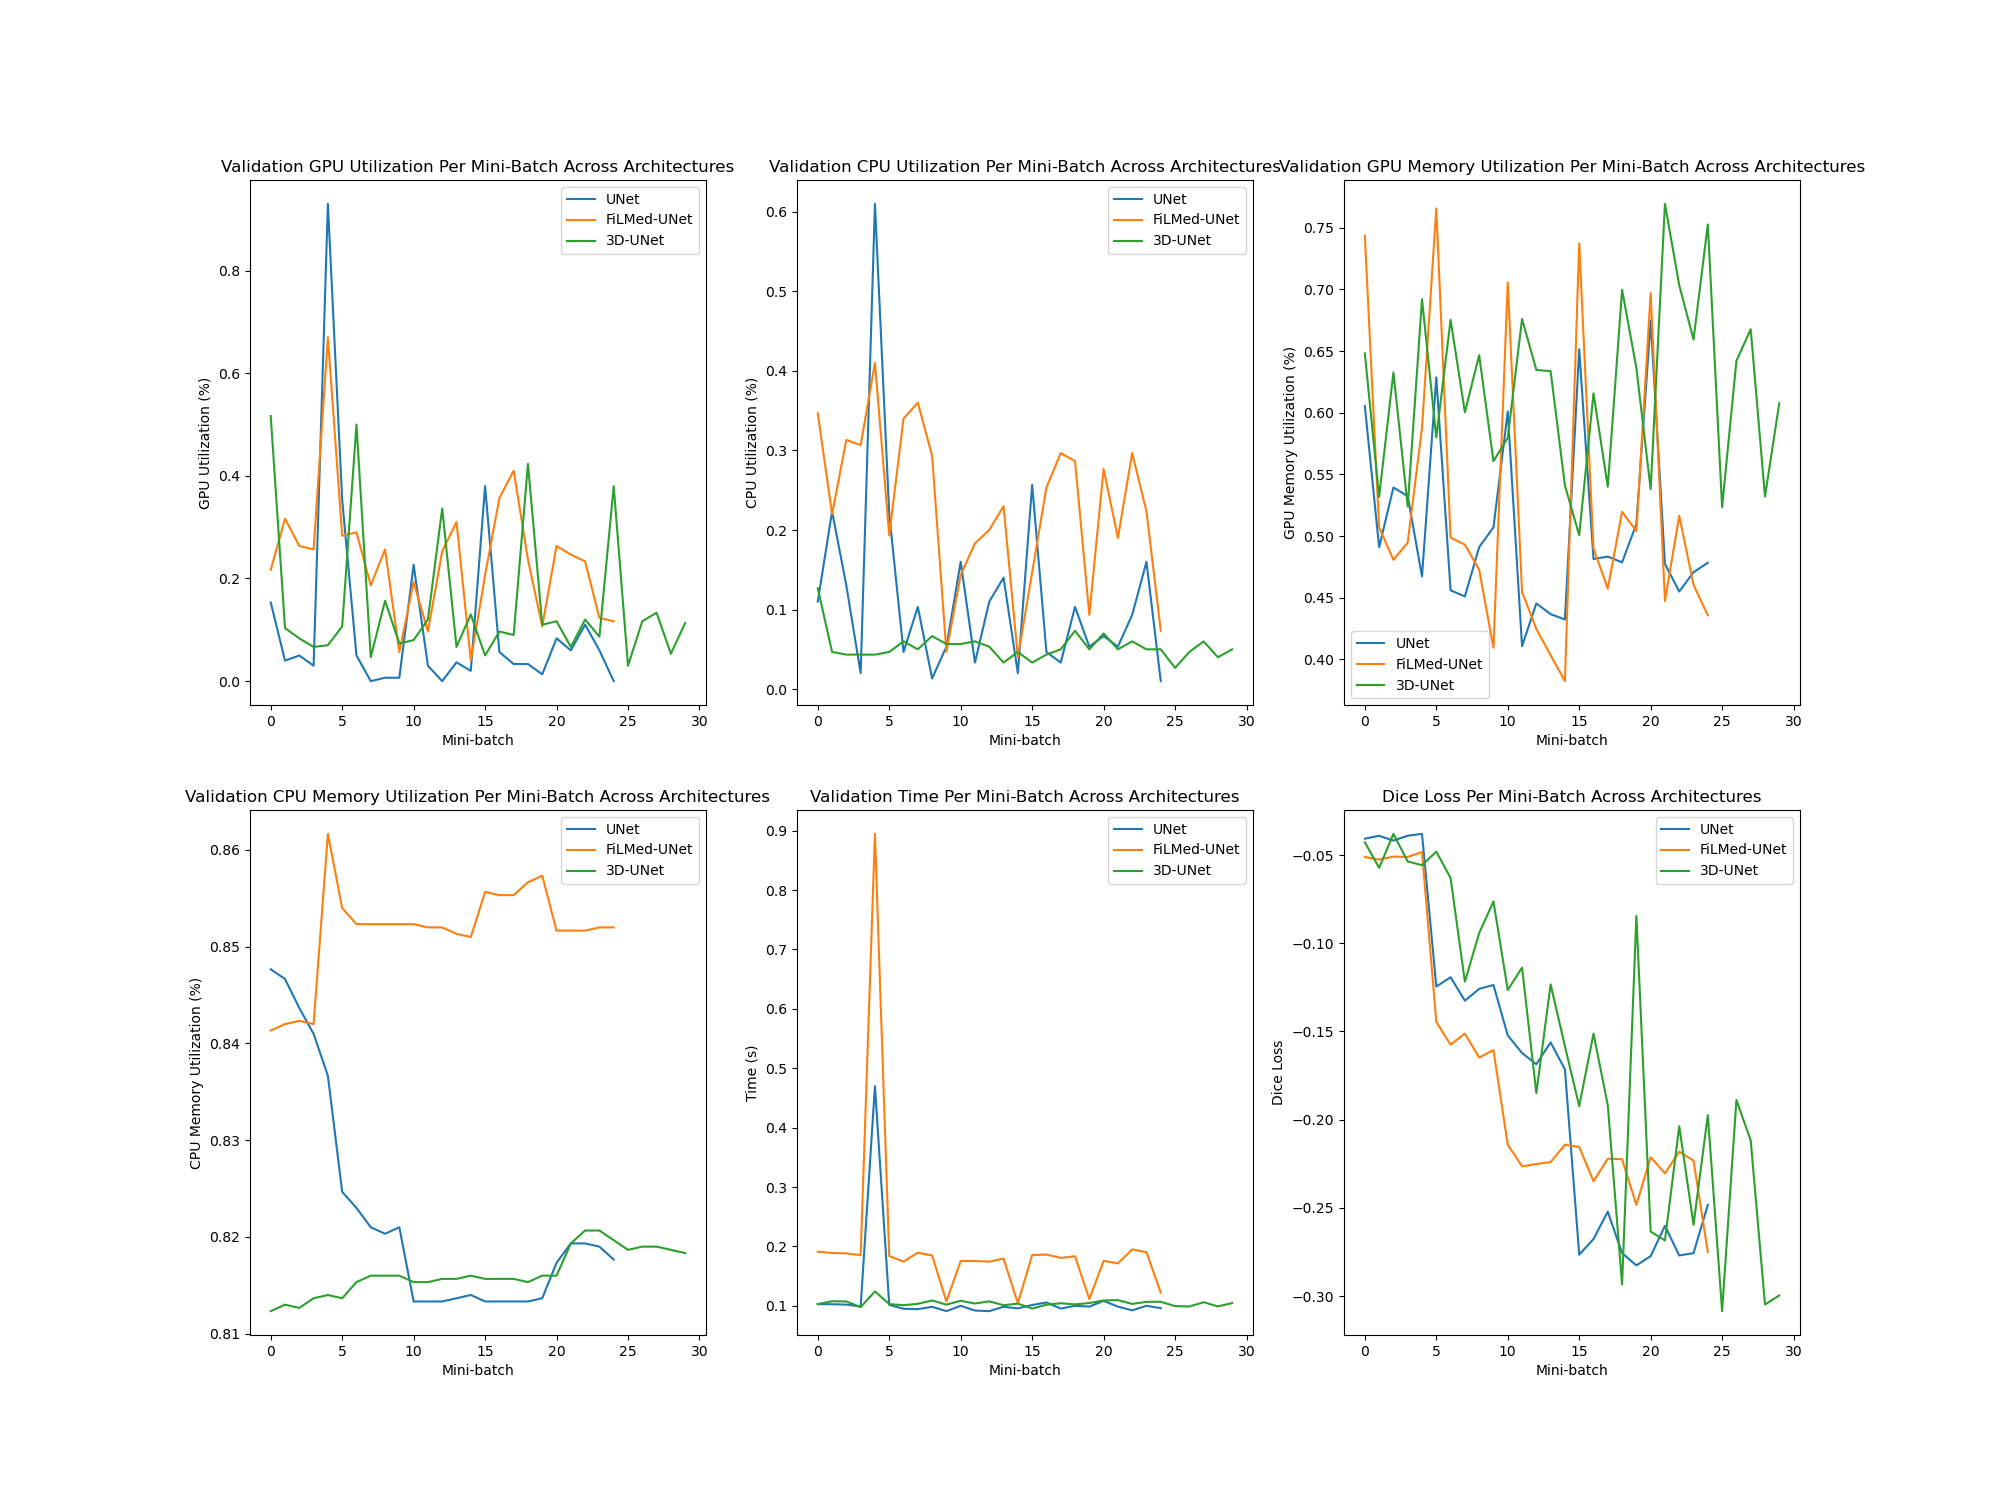 Validation GPU Utilization Per Mini-Batch Across Architectures
GPU Utilization (%)
0.8
0.6
0.4
0.2
0.0
0 5 10 15 20 25 30
Mini-batch
UNet
FiLMed-UNet
3D-UNet
Validation CPU Utilization Per Mini-Batch Across Architectures
CPU Utilization (%)
0.6
0.5
0.4
0.3
0.2
0.1
0.0
0 5 10 15 20 25 30
Mini-batch
UNet
FiLMed-UNet
3D-UNet
Validation GPU Memory Utilization Per Mini-Batch Across Architectures
GPU Memory Utilization (%)
0.75
0.70
0.65
0.60
0.55
0.50
0.45
0.40
0 5 10 15 20 25 30
Mini-batch
UNet
FiLMed-UNet
3D-UNet
Validation CPU Memory Utilization Per Mini-Batch Across Architectures
CPU Memory Utilization (%)
0.86
0.85
0.84
0.83
0.82
0.81
0 5 10 15 20 25 30
Mini-batch
UNet
FiLMed-UNet
3D-UNet
Validation Time Per Mini-Batch Across Architectures
Time (s)
0.9
0.8
0.7
0.6
0.5
0.4
0.3
0.2
0.1
0 5 10 15 20 25 30
Mini-batch
UNet
FiLMed-UNet
3D-UNet
Dice Loss Per Mini-Batch Across Architectures
Dice Loss
−0.05
−0.10
−0.15
−0.20
−0.25
−0.30
0 5 10 15 20 25 30
Mini-batch
UNet
FiLMed-UNet
3D-UNet